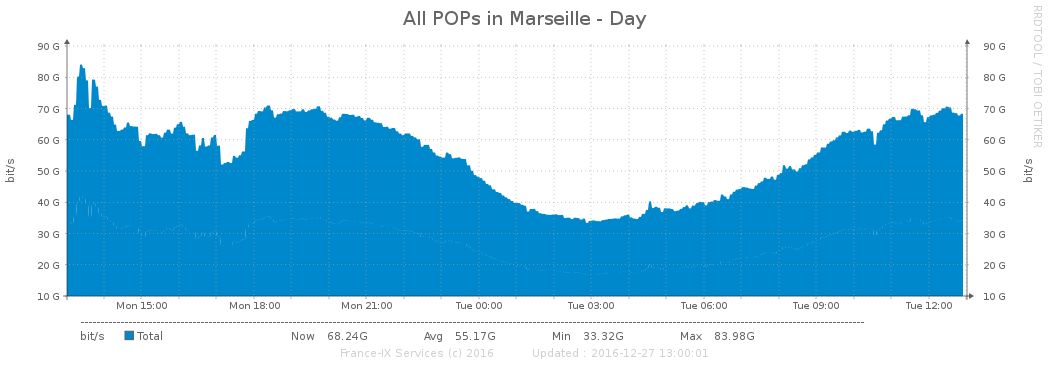 All POPs in Marseille - Day
RRDTOOL / TOBI OETIKER
90 G 90 G
80 G 80 G
70 G 70 G
60 G 60 G
50 G 50 G
40 G 40 G
30 G 30 G
20 G 20 G
10 G 10 G
bit/s
bit/s
Mon 15:00 Mon 18:00 Mon 21:00 Tue 00:00 Tue 03:00 Tue 06:00 Tue 09:00 Tue 12:00
bit/s Total Now 68.24G Avg 55.17G Min 33.32G Max 83.98G
France-IX Services (c) 2016 Updated : 2016-12-27 13:00:01